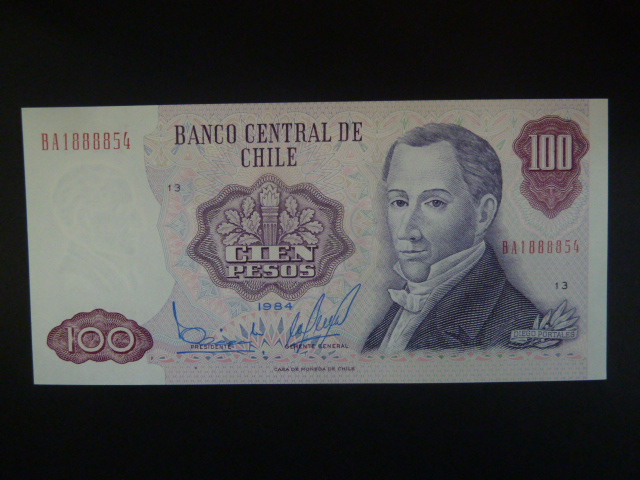 BA1888854
BANCO CENTRAL DE
CHILE
100
13
CIEN
PESOS
BA1888854
13
1984
100
PRESIDENTE
GERENTE GENERAL
DIEGO PORTALES
CASA DE MONEDA DE CHILE